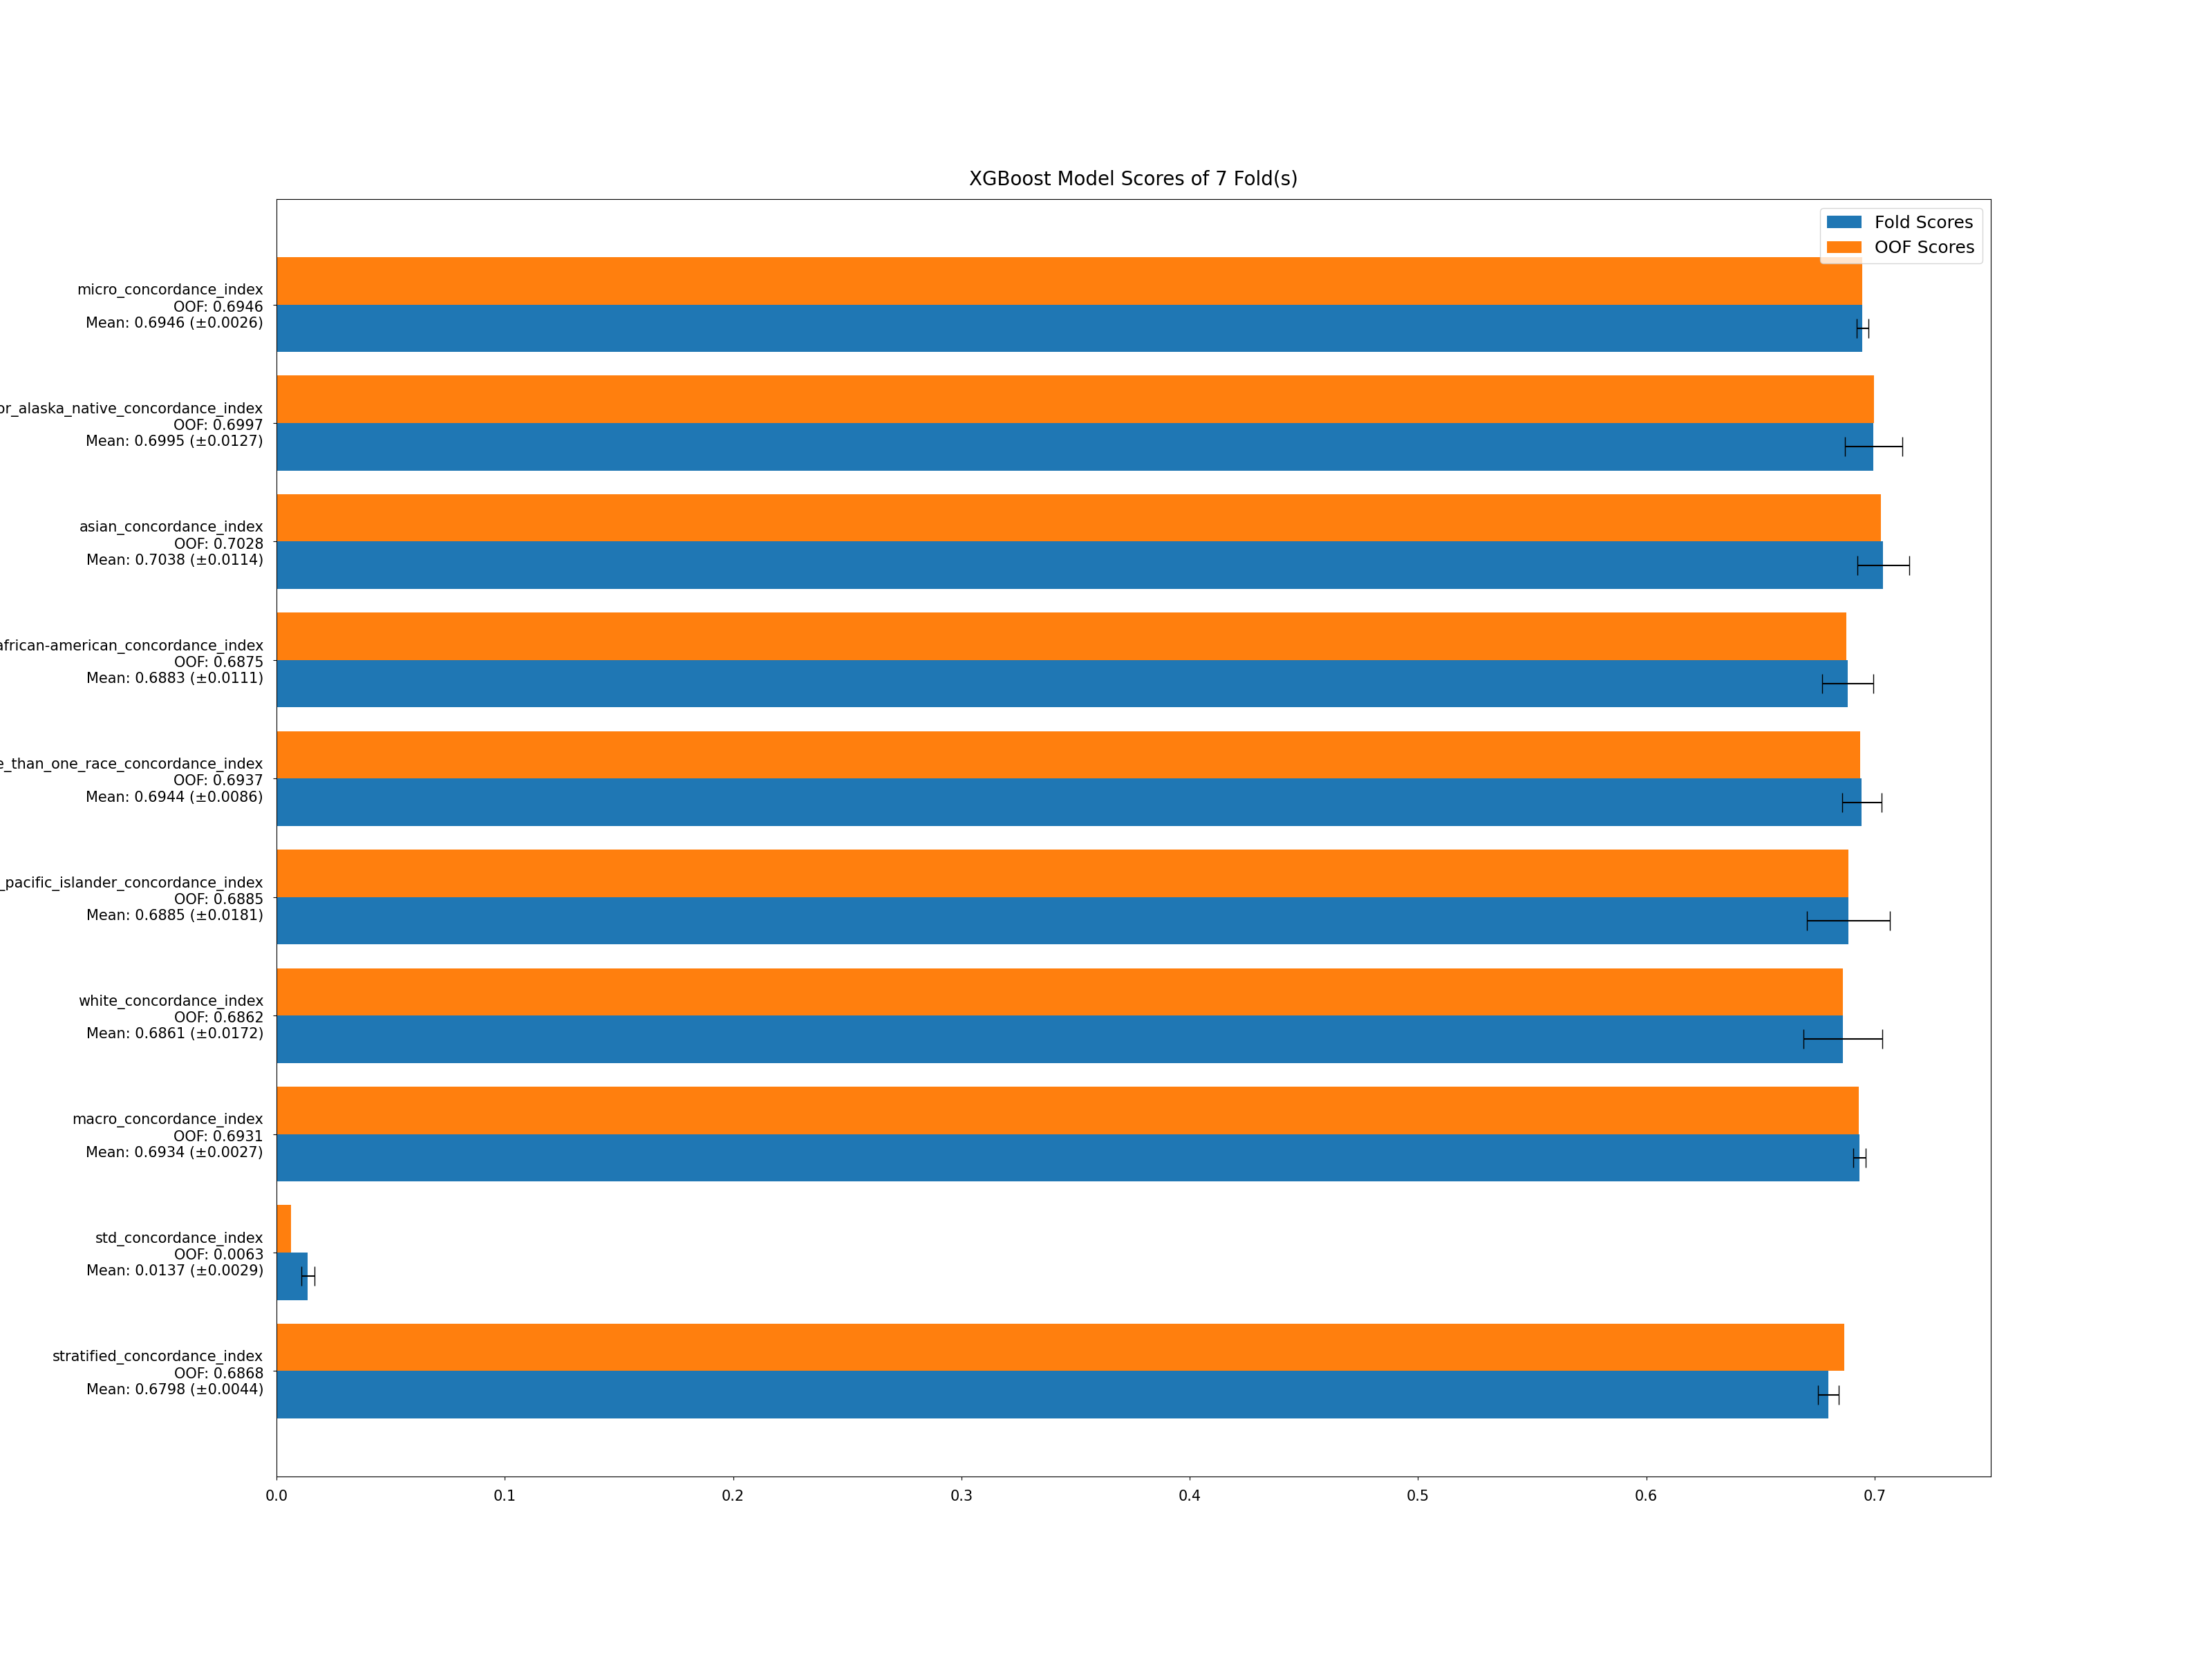 XGBoost Model Scores of 7 Fold(s)
Fold Scores
OOF Scores
micro_concordance_index
OOF: 0.6946
Mean: 0.6946 (±0.0026)
or_alaska_native_concordance_index
OOF: 0.6997
Mean: 0.6995 (±0.0127)
asian_concordance_index
OOF: 0.7028
Mean: 0.7038 (±0.0114)
african-american_concordance_index
OOF: 0.6875
Mean: 0.6883 (±0.0111)
e_than_one_race_concordance_index
OOF: 0.6937
Mean: 0.6944 (±0.0086)
_pacific_islander_concordance_index
OOF: 0.6885
Mean: 0.6885 (±0.0181)
white_concordance_index
OOF: 0.6862
Mean: 0.6861 (±0.0172)
macro_concordance_index
OOF: 0.6931
Mean: 0.6934 (±0.0027)
std_concordance_index
OOF: 0.0063
Mean: 0.0137 (±0.0029)
stratified_concordance_index
OOF: 0.6868
Mean: 0.6798 (±0.0044)
0.0 0.1 0.2 0.3 0.4 0.5 0.6 0.7